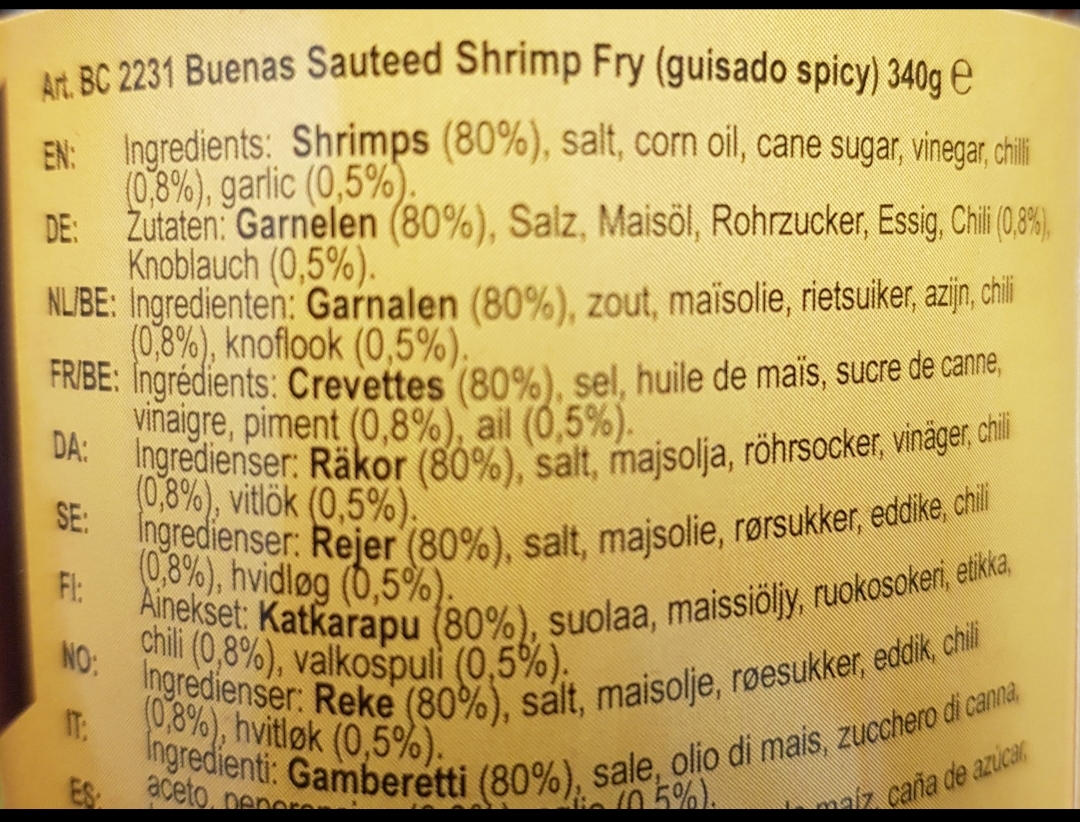 Art. BC 2231 Buenas Sauteed Shrimp Fry (guisado spicy) 340g ℮
EN: Ingredients: Shrimps (80%), salt, corn oil, cane sugar, vinegar, chilli
(0,8%), garlic (0,5%).
DE: Zutaten: Garnelen (80%), Salz, Maisöl, Rohrzucker, Essig, Chili (0,8%),
Knoblauch (0,5%).
NL/BE: Ingredienten: Garnalen (80%), zout, maïsolie, rietsuiker, azijn, chili
(0,8%), knoflook (0,5%).
FR/BE: Ingrédients: Crevettes (80%), sel, huile de maïs, sucre de canne,
vinaigre, piment (0,8%), ail (0,5%).
DA: Ingredienser: Räkor (80%), salt, majsolja, röhrsocker, vinäger, chili
(0,8%), vitlök (0,5%).
SE: Ingredienser: Rejer (80%), salt, majsolie, rørsukker, eddike, chili
(0,8%), hvidløg (0,5%).
FI: Ainekset: Katkarapu (80%), suolaa, maissiöljy, ruokosokeri, etikka,
chili (0,8%), valkospuli (0,5%).
NO: Ingredienser: Reke (80%), salt, maisolje, røesukker, eddik, chili
(0,8%), hvitløk (0,5%).
IT: Ingredienti: Gamberetti (80%), sale, olio di mais, zucchero di canna,
aceto, (0,5%).
ES: maíz, caña de azúcar,